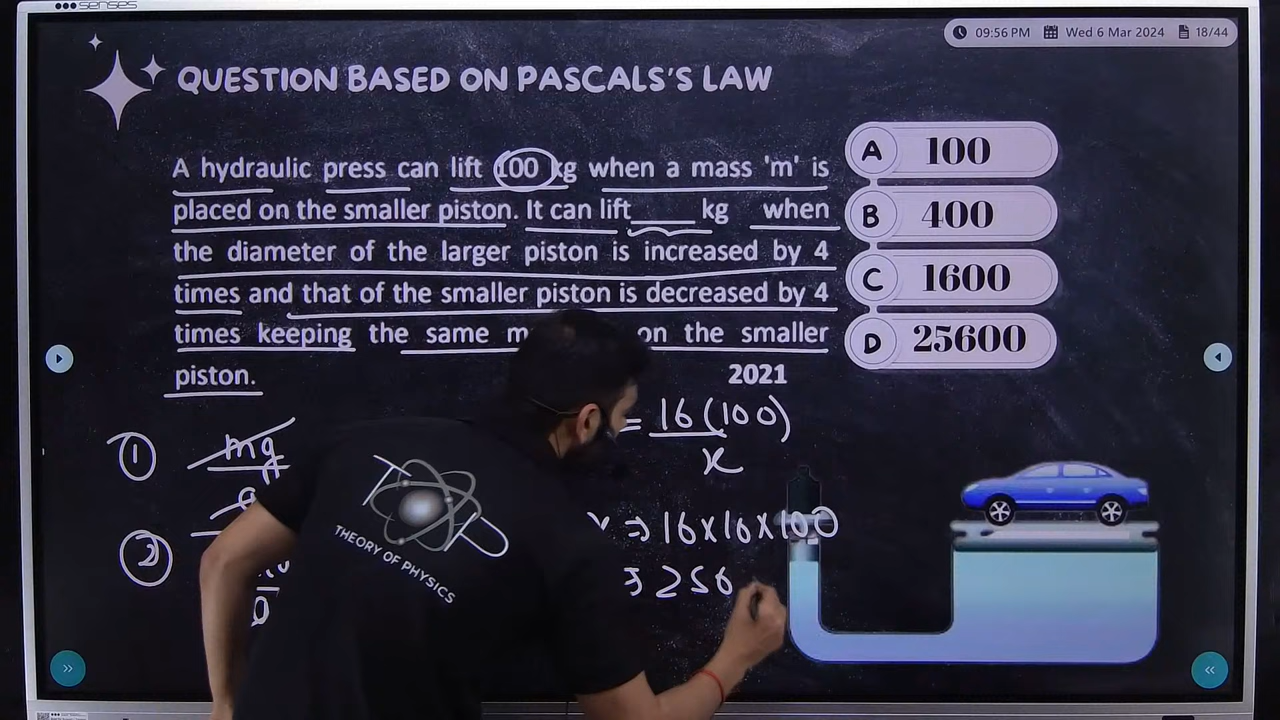 senses
09:56 PM Wed 6 Mar 2024 18/44
QUESTION BASED ON PASCALS'S LAW
A hydraulic press can lift 100 kg when a mass 'm' is
placed on the smaller piston. It can lift____ kg when
the diameter of the larger piston is increased by 4
times and that of the smaller piston is decreased by 4
times keeping the same m on the smaller
piston. 2021
A 100
B 400
C 1600
D 25600
1 mg
= 16(100)
x
2
⇒ 16×16×100
256
THEORY OF PHYSICS